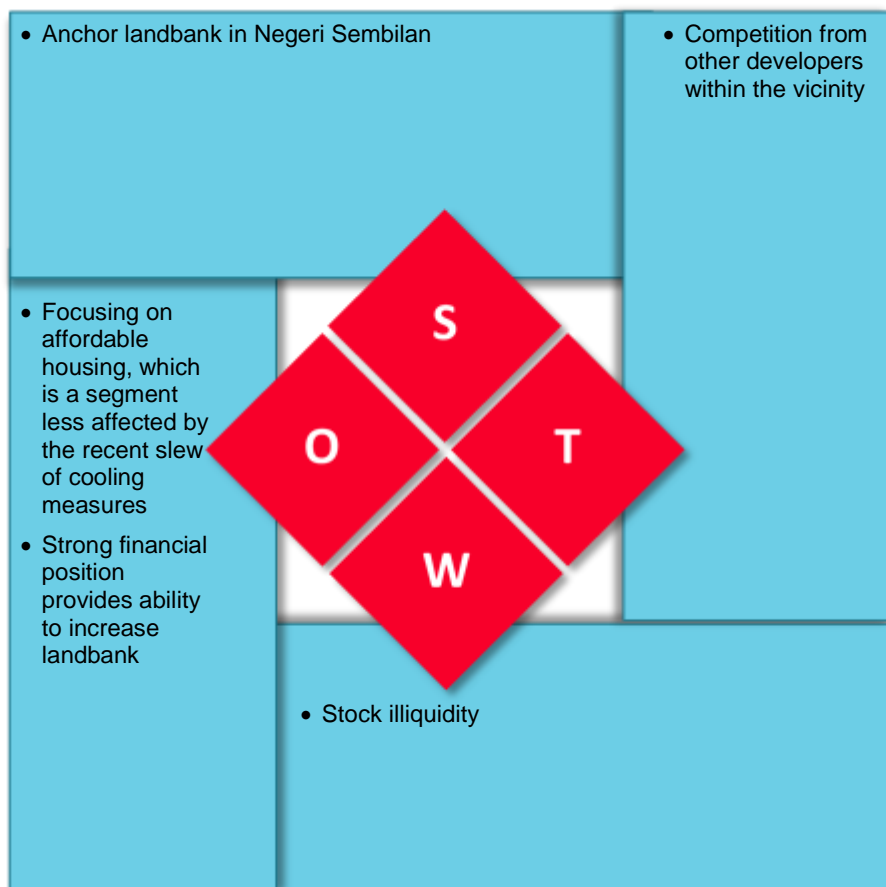 • Anchor landbank in Negeri Sembilan
• Competition from
other developers
within the vicinity
• Focusing on
affordable
housing, which
is a segment
less affected by
the recent slew
of cooling
measures
• Strong financial
position
provides ability
to increase
landbank
S
O
T
W
• Stock illiquidity